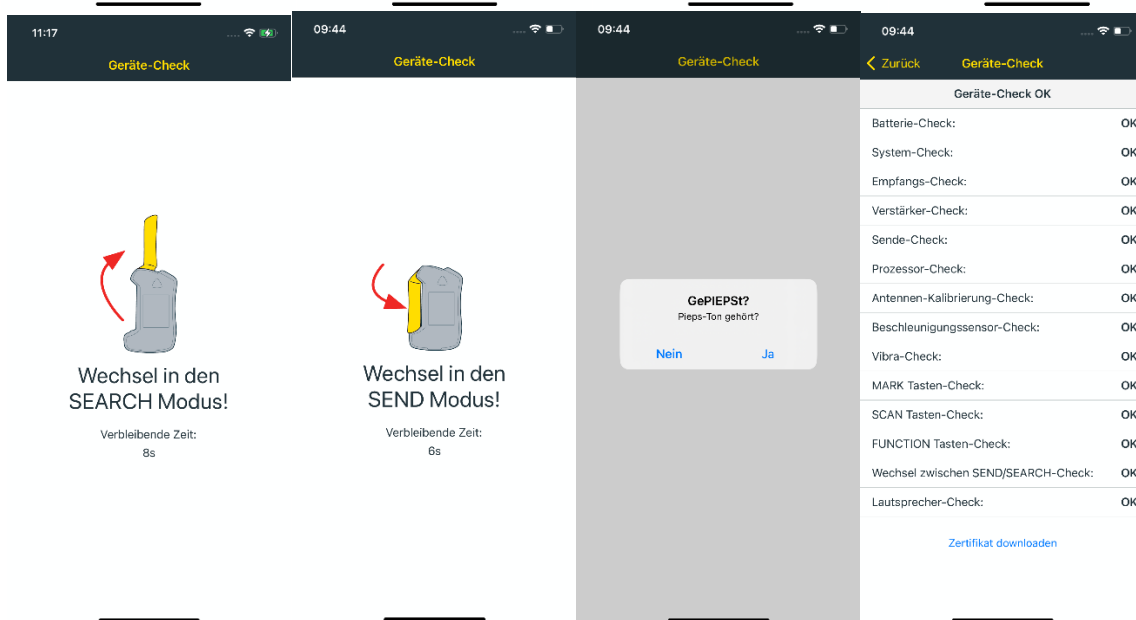 11:17
Geräte-Check
Wechsel in den
SEARCH Modus!
Verbleibende Zeit:
8s
09:44
Geräte-Check
Wechsel in den
SEND Modus!
Verbleibende Zeit:
6s
09:44
Geräte-Check
GePIEPSt?
Pieps-Ton gehört?
Nein Ja
09:44
Zurück Geräte-Check
Geräte-Check OK
Batterie-Check: OK
System-Check: OK
Empfangs-Check: OK
Verstärker-Check: OK
Sende-Check: OK
Prozessor-Check: OK
Antennen-Kalibrierung-Check: OK
Beschleunigungssensor-Check: OK
Vibra-Check: OK
MARK Tasten-Check: OK
SCAN Tasten-Check: OK
FUNCTION Tasten-Check: OK
Wechsel zwischen SEND/SEARCH-Check: OK
Lautsprecher-Check: OK
Zertifikat downloaden